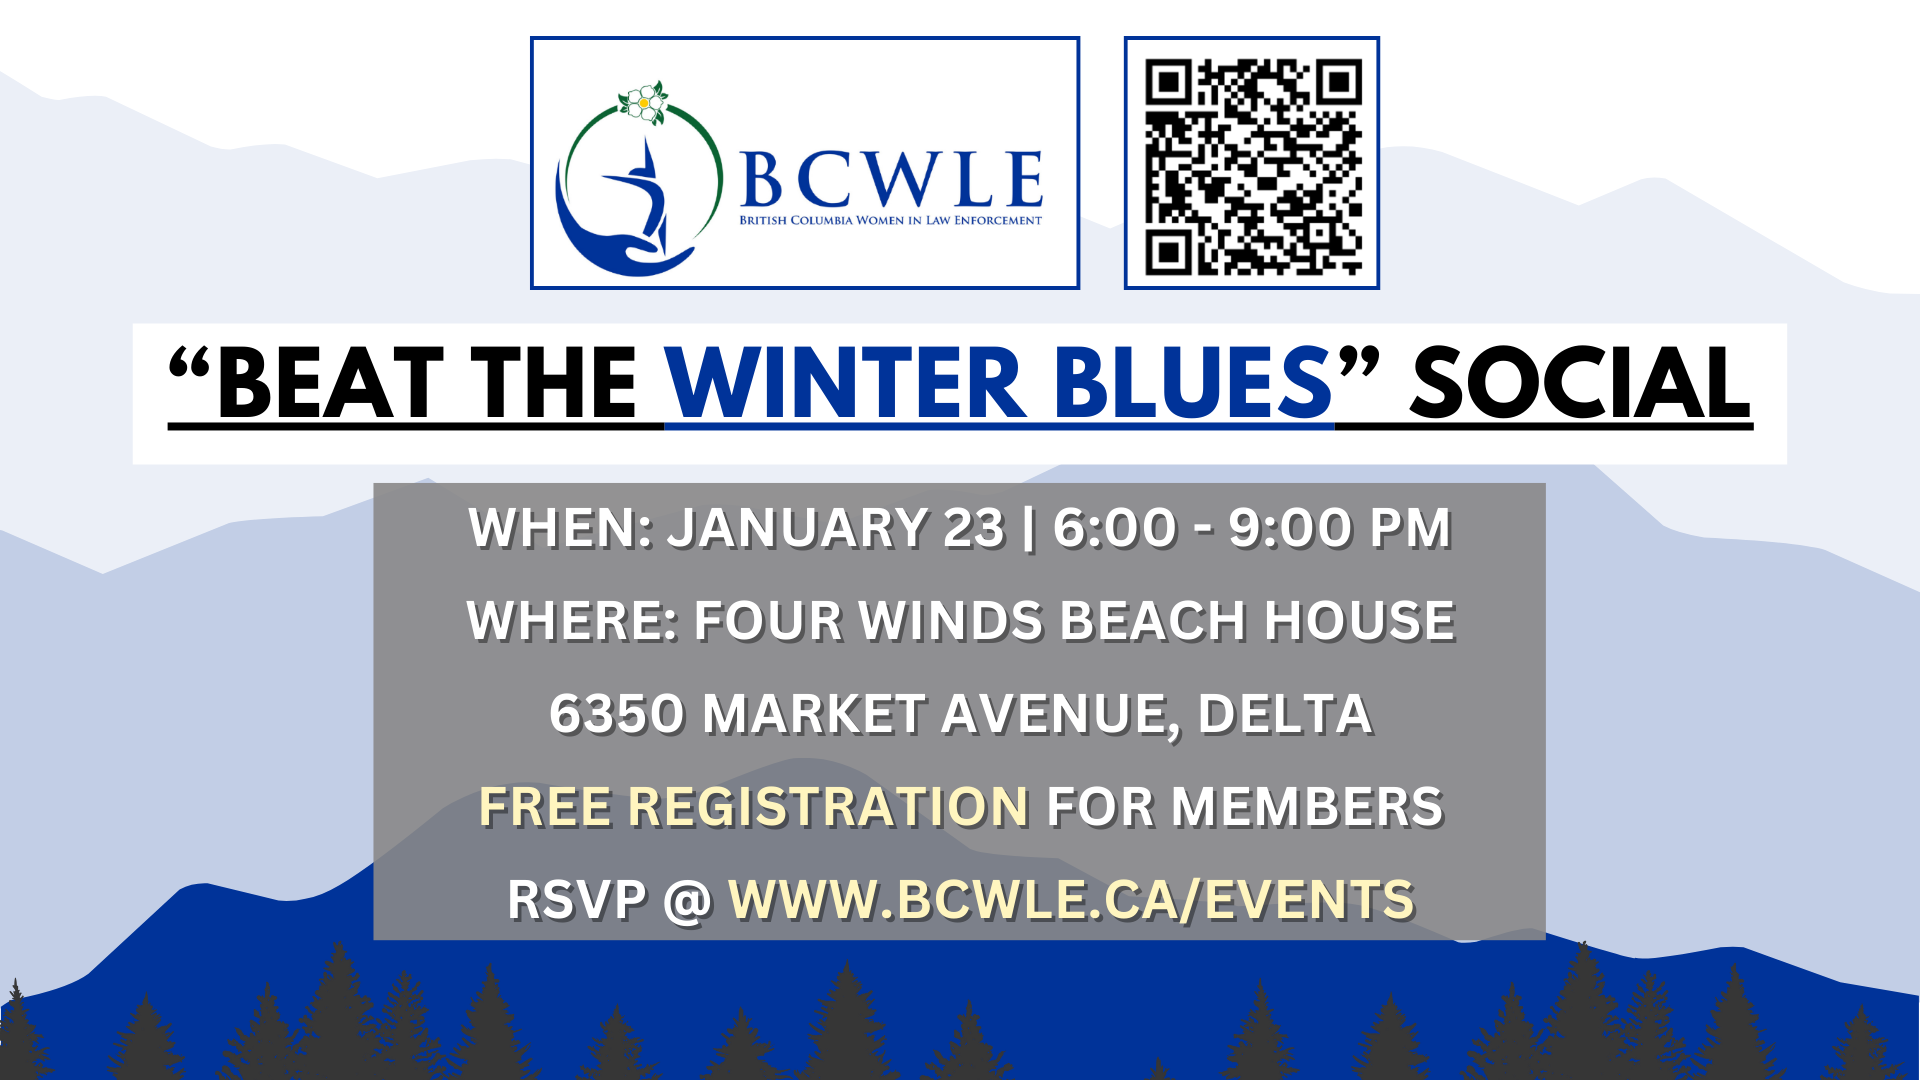 BCWLE
BRITISH COLUMBIA WOMEN IN LAW ENFORCEMENT
“BEAT THE WINTER BLUES” SOCIAL
WHEN: JANUARY 23 | 6:00 - 9:00 PM
WHERE: FOUR WINDS BEACH HOUSE
6350 MARKET AVENUE, DELTA
FREE REGISTRATION FOR MEMBERS
RSVP @ WWW.BCWLE.CA/EVENTS